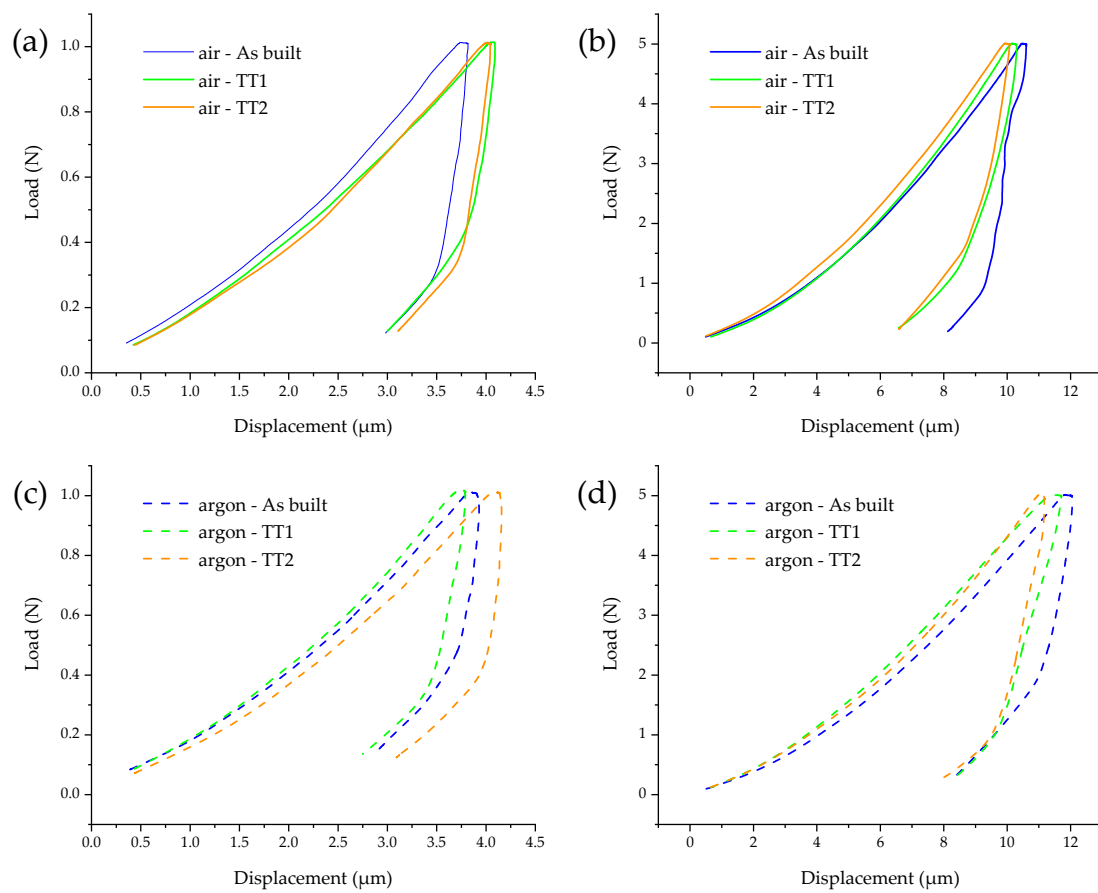 (a)
air - As built
air - TT1
air - TT2
Load (N)
1.0
0.8
0.6
0.4
0.2
0.0
0.0 0.5 1.0 1.5 2.0 2.5 3.0 3.5 4.0 4.5
Displacement (μm)
(b)
air - As built
air - TT1
air - TT2
Load (N)
5
4
3
2
1
0
0 2 4 6 8 10 12
Displacement (μm)
(c)
argon - As built
argon - TT1
argon - TT2
Load (N)
1.0
0.8
0.6
0.4
0.2
0.0
0.0 0.5 1.0 1.5 2.0 2.5 3.0 3.5 4.0 4.5
Displacement (μm)
(d)
argon - As built
argon - TT1
argon - TT2
Load (N)
5
4
3
2
1
0
0 2 4 6 8 10 12
Displacement (μm)